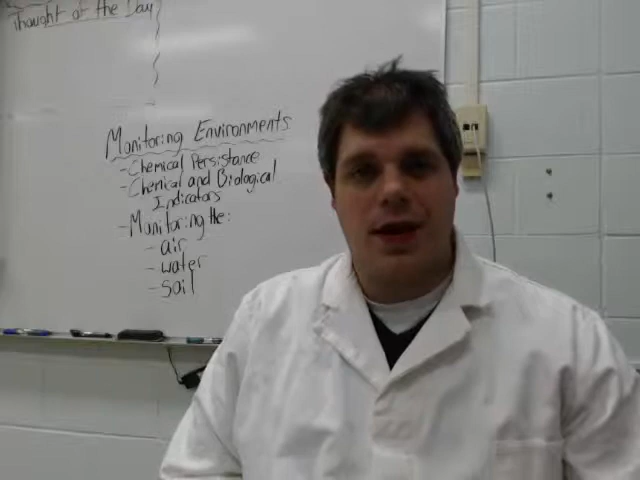 Thought of the Day
Monitoring Environments
- Chemical Persistance
- Chemical and Biological
Indicators
- Monitoring the:
- air
- water
- soil